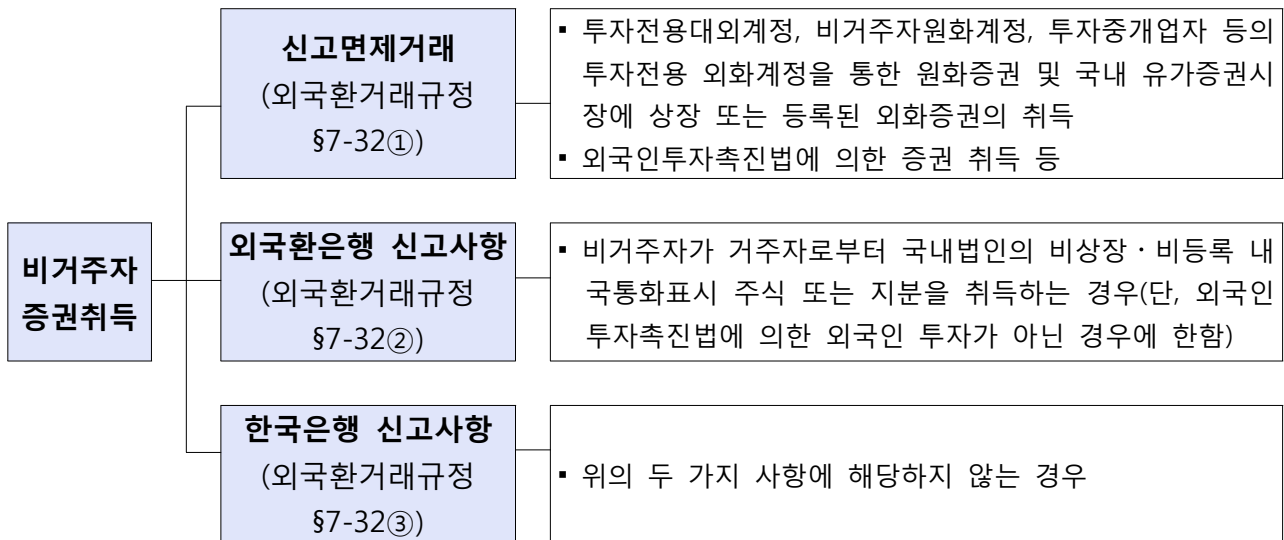 신고면제거래
(외국환거래규정
§7-32①)
▪ 투자전용대외계정, 비거주자원화계정, 투자중개업자 등의
투자전용 외화계정을 통한 원화증권 및 국내 유가증권시
장에 상장 또는 등록된 외화증권의 취득
▪ 외국인투자촉진법에 의한 증권 취득 등
비거주자
증권취득
외국환은행 신고사항
(외국환거래규정
§7-32②)
▪ 비거주자가 거주자로부터 국내법인의 비상장·비등록 내
국통화표시 주식 또는 지분을 취득하는 경우(단, 외국인
투자촉진법에 의한 외국인 투자가 아닌 경우에 한함)
한국은행 신고사항
(외국환거래규정
§7-32③)
▪ 위의 두 가지 사항에 해당하지 않는 경우